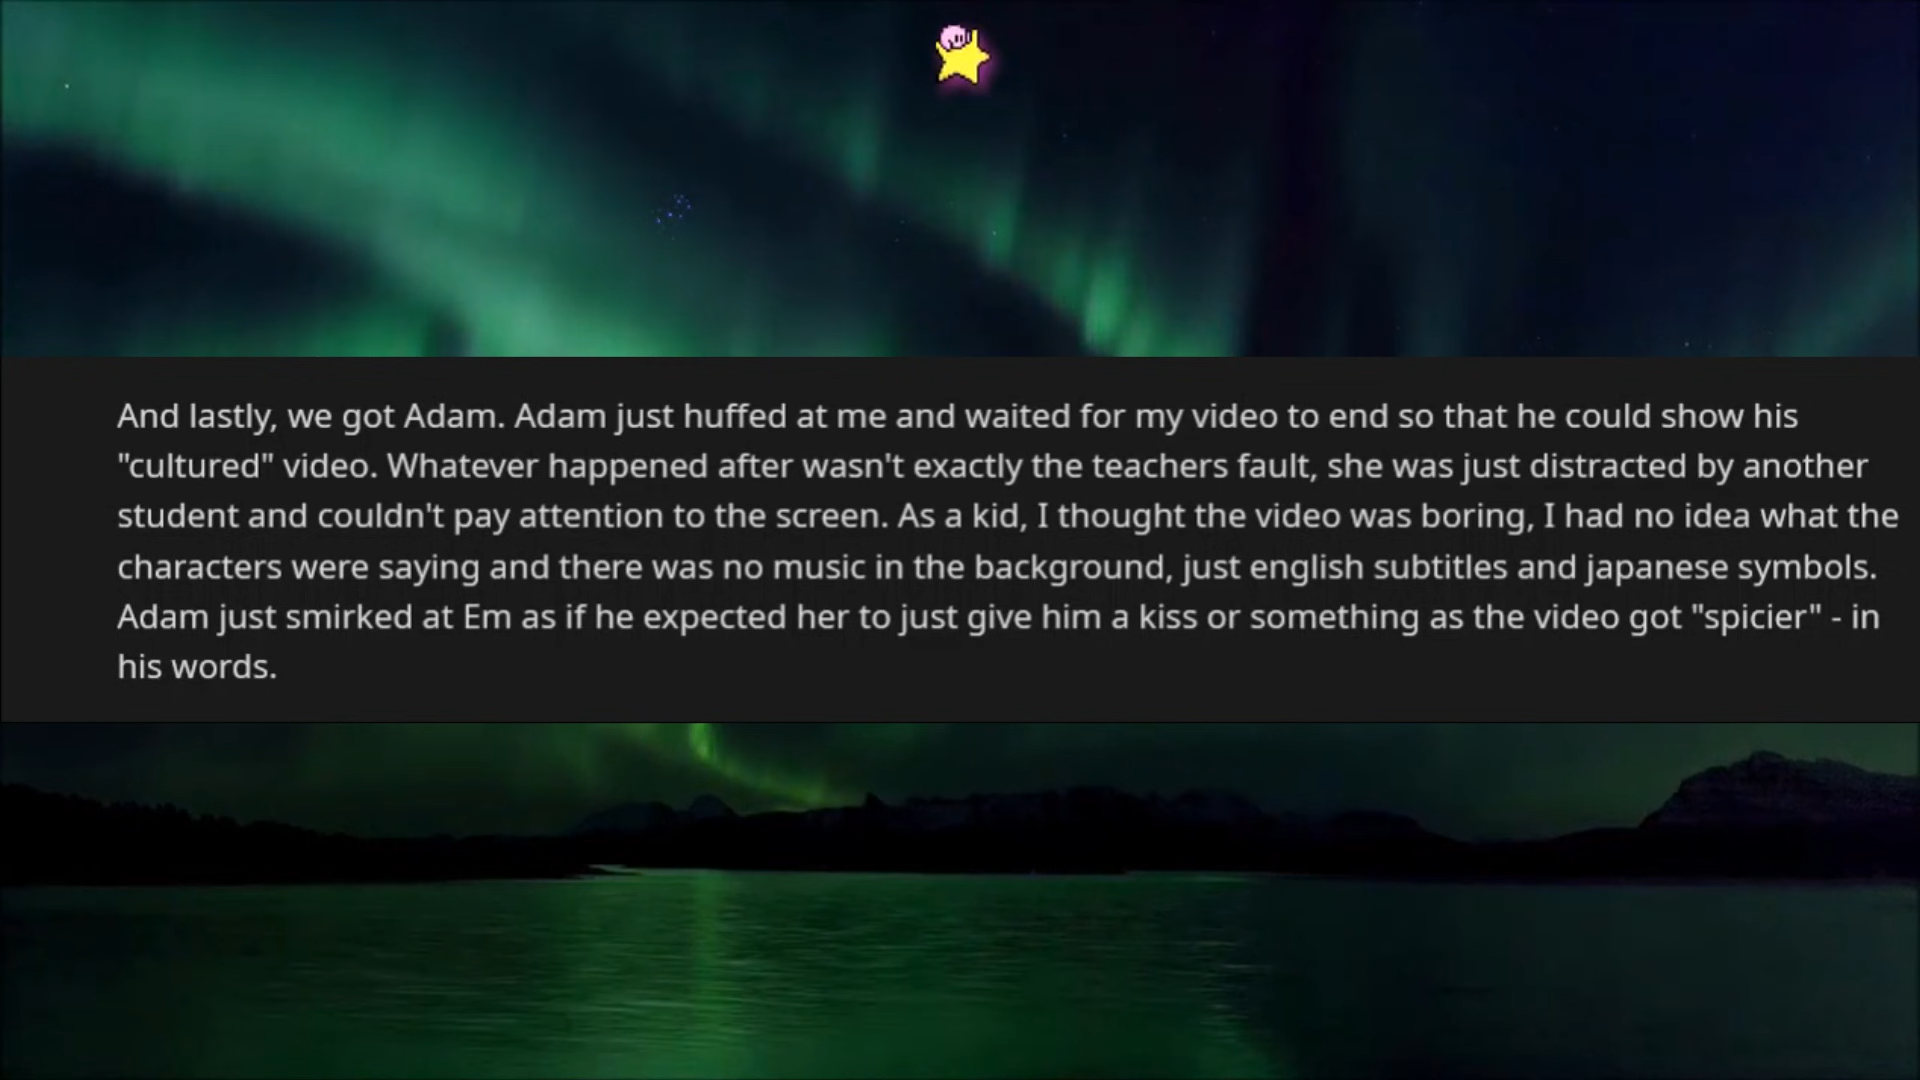 And lastly, we got Adam. Adam just huffed at me and waited for my video to end so that he could show his
"cultured" video. Whatever happened after wasn't exactly the teachers fault, she was just distracted by another
student and couldn't pay attention to the screen. As a kid, I thought the video was boring, I had no idea what the
characters were saying and there was no music in the background, just english subtitles and japanese symbols.
Adam just smirked at Em as if he expected her to just give him a kiss or something as the video got "spicier" - in
his words.